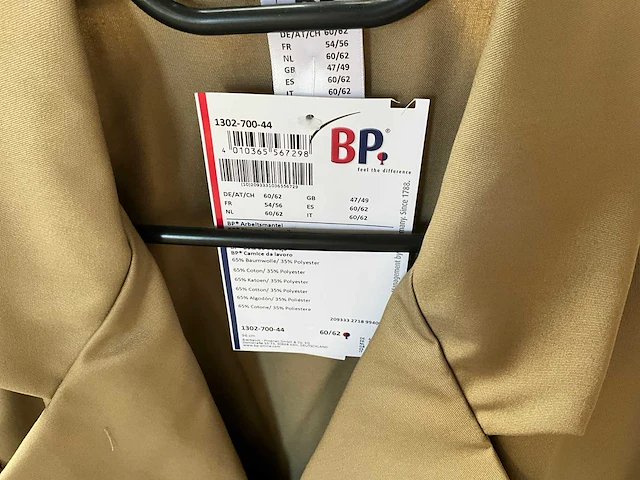 DE/AT/CH 60/62
FR 54/56
NL 60/62
GB 47/49
ES 60/62
IT 60/62
1302-700-44
4 010365 567298
BP®
feel the difference
DE/AT/CH 60/62 GB 47/49
FR 54/56 ES 60/62
NL 60/62 IT 60/62
BP® Arbeitsmantel
BP® Camice da lavoro
65% Baumwolle/ 35% Polyester
65% Coton/ 35% Polyester
65% Katoen/ 35% Polyester
65% Cotton/ 35% Polyester
65% Algodón/ 35% Poliester
65% Cotone/ 35% Poliestere
1302-700-44 60/62
Since 1788.